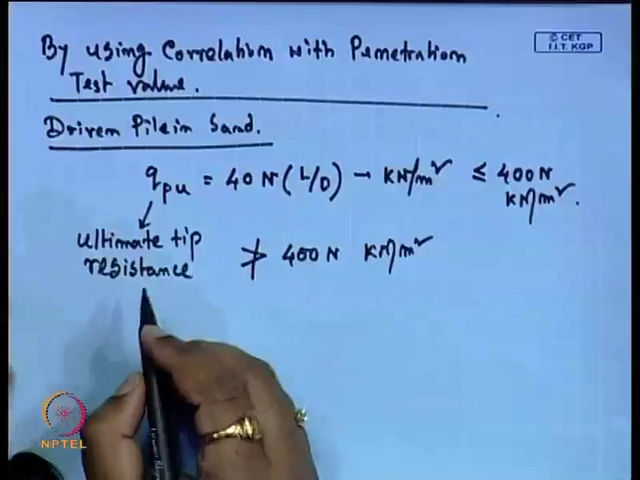 © CET
I.I.T. KGP
By using Correlation with Penetration
Test value.
Driven Pile in Sand.
qpu = 40 N (L/D) – KN/m² ≤ 400 N
KN/m².
Ultimate tip
resistance
≯ 400 N KN/m²
NPTEL